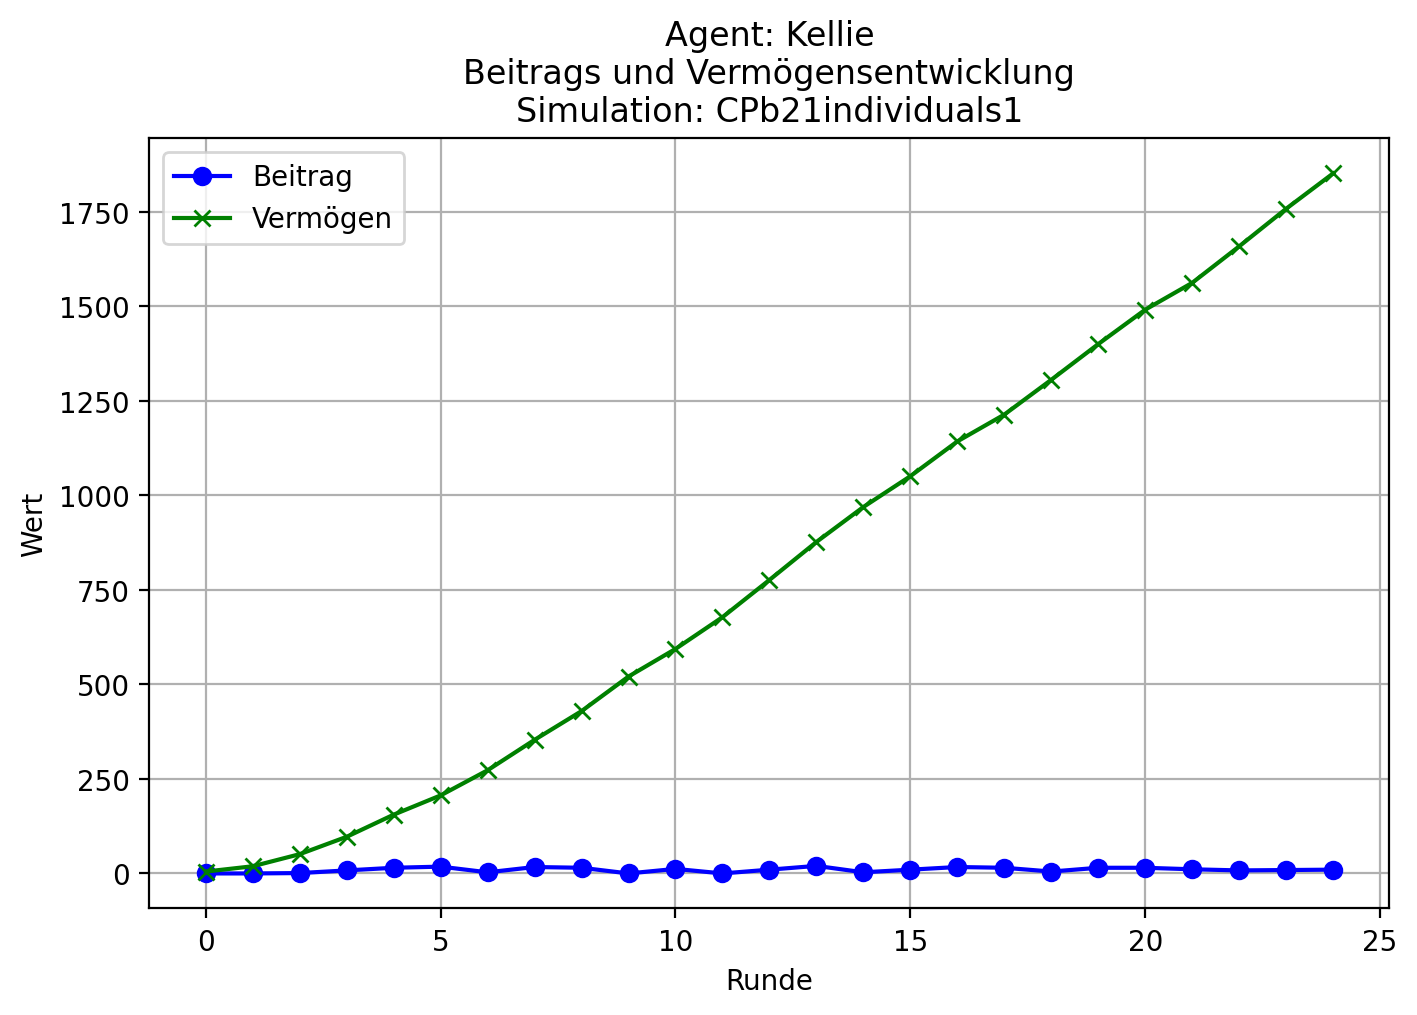 Agent: Kellie
Beitrags und Vermögensentwicklung
Simulation: CPb21individuals1
Beitrag
Vermögen
Wert
1750
1500
1250
1000
750
500
250
0
0 5 10 15 20 25
Runde